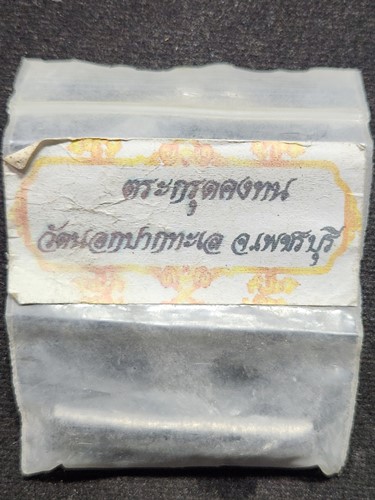 ตระกรุดคงทน
วัดนอกปากทะเล จ.เพชรบุรี